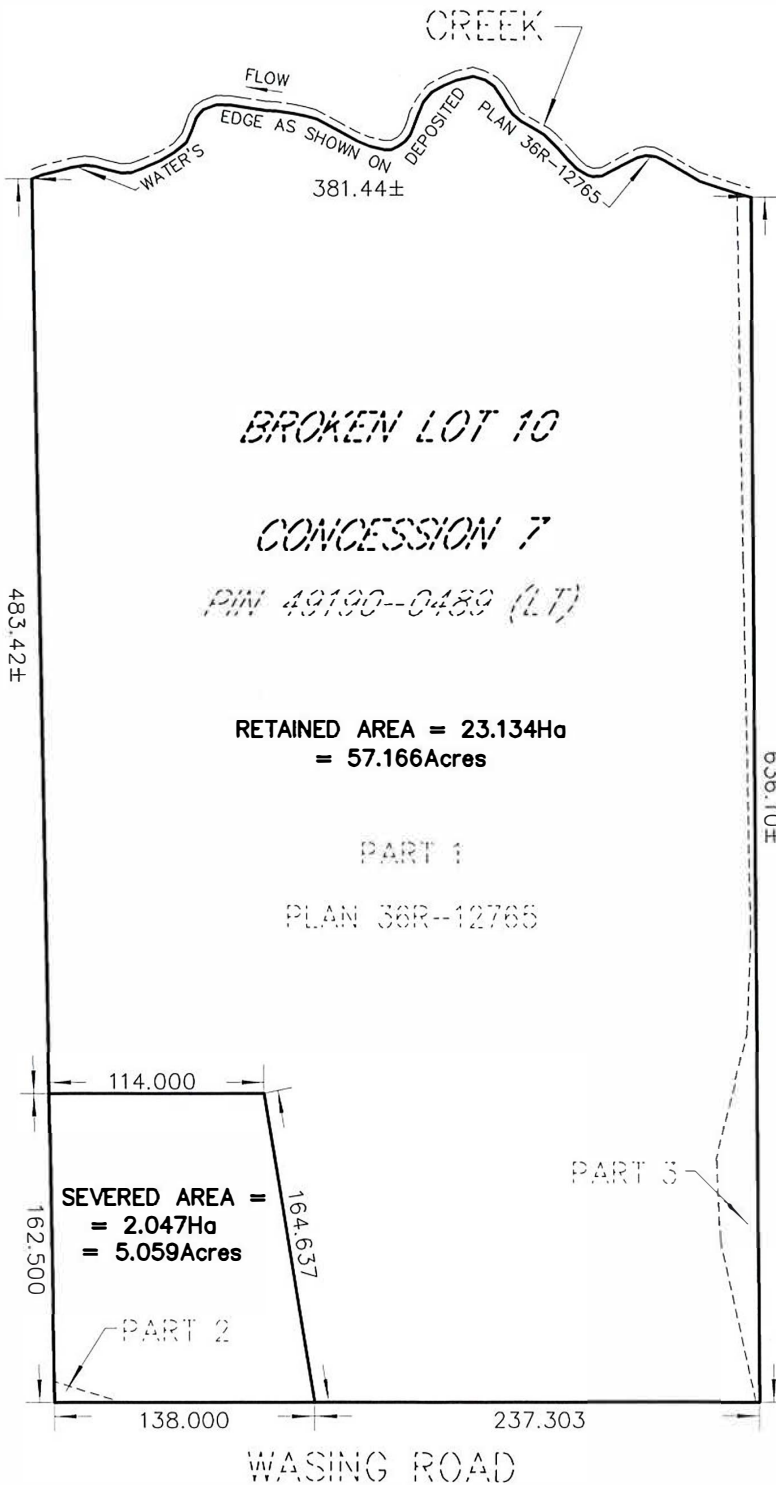 CREEK
FLOW
WATER'S EDGE AS SHOWN ON DEPOSITED PLAN 36R-12765
381.44±
BROKEN LOT 10
CONCESSION 7
PIN 49190-0489 (LT)
483.42±
636.10±
RETAINED AREA = 23.134Ha
= 57.166Acres
PART 1
PLAN 36R-12765
114.000
PART 3
SEVERED AREA =
= 2.047Ha
= 5.059Acres
164.637
162.500
PART 2
138.000
237.303
WASING ROAD